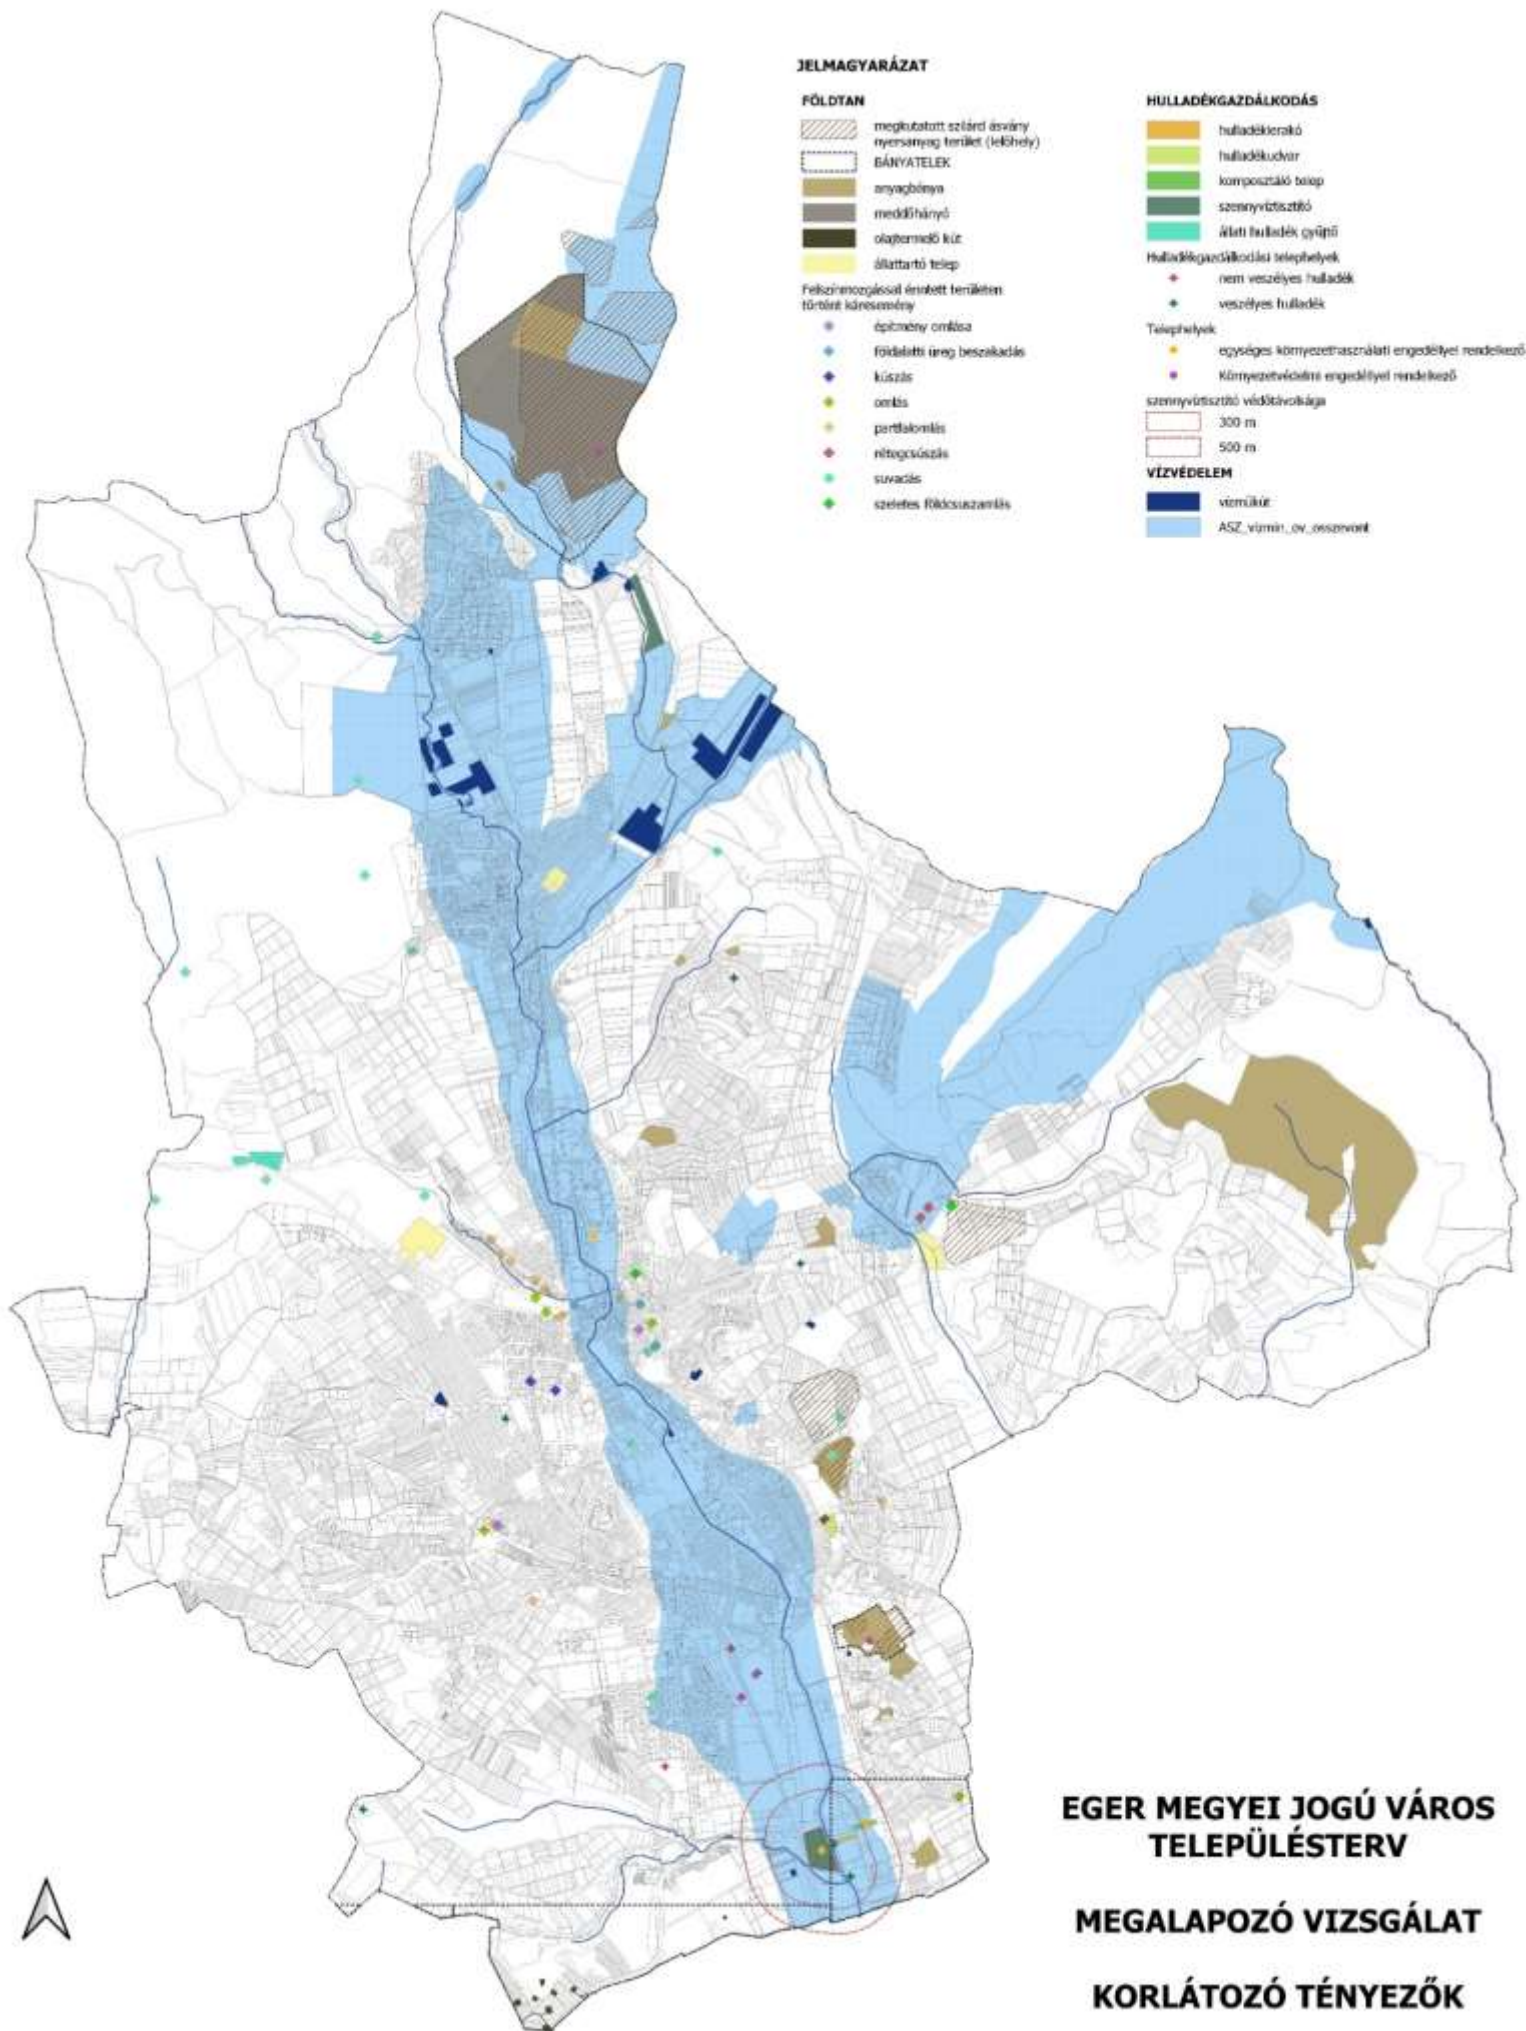 JELMAGYARÁZAT
FÖLDTAN
megkutatott szilárd ásvány
nyersanyag terület (lelőhely)
BÁNYATELEK
anyagbánya
meddőhányó
olajtermelő kút
állattartó telep
Felszínmozgással érintett területen
történt káresemény
építmény omlása
földalatti üreg beszakadás
kúszás
omlás
partfalomlás
rétegcsúszás
suvadás
szeletes földcsuszamlás
HULLADÉKGAZDÁLKODÁS
hulladéklerakó
hulladékudvar
komposztáló telep
szennyvíztisztító
állati hulladék gyűjtő
Hulladékgazdálkodási telephelyek
nem veszélyes hulladék
veszélyes hulladék
Telephelyek
egységes környezethasználati engedéllyel rendelkező
Környezetvédelmi engedéllyel rendelkező
szennyvíztisztító védőtávolsága
300 m
500 m
VÍZVÉDELEM
vízműkút
ASZ_vizmin_ov_osszevont
EGER MEGYEI JOGÚ VÁROS
TELEPÜLÉSTERV
MEGALAPOZÓ VIZSGÁLAT
KORLÁTOZÓ TÉNYEZŐK